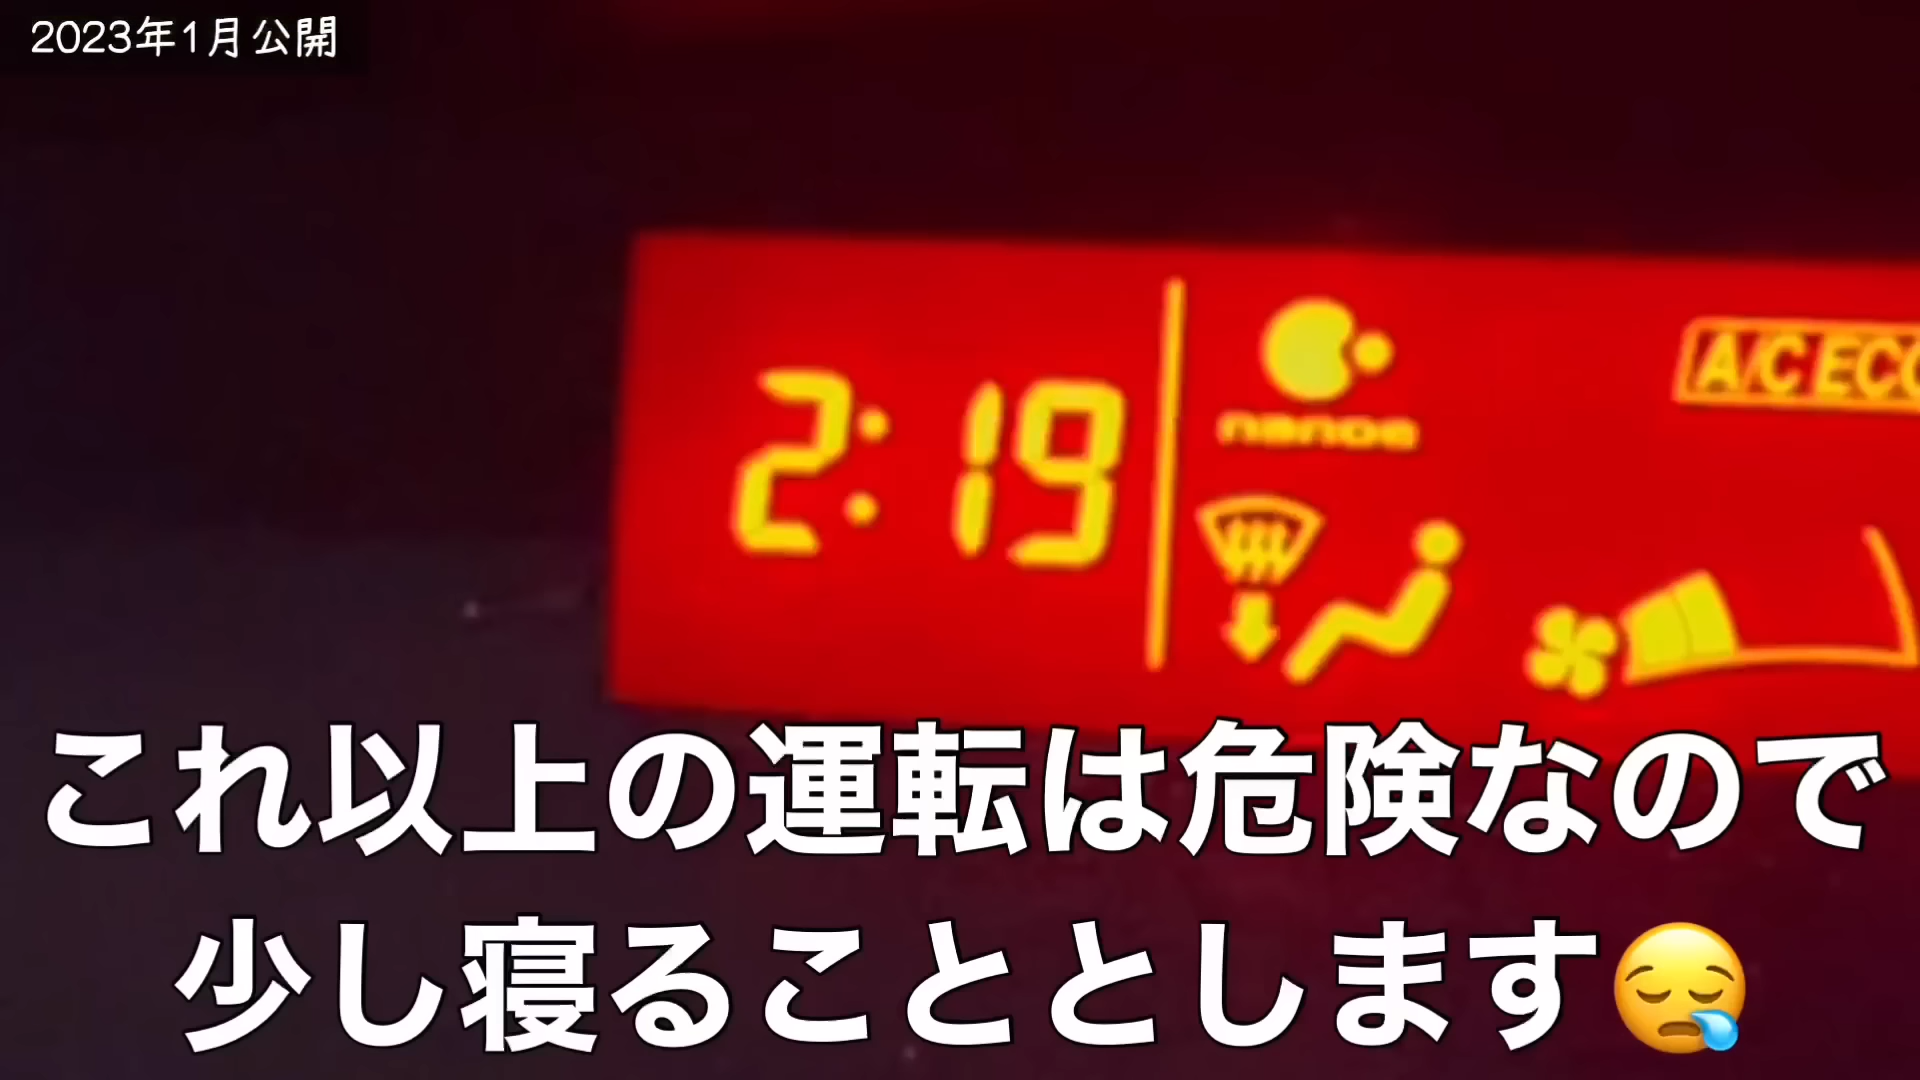 2023年1月公開
2:19
nanoe
A/C ECO
これ以上の運転は危険なので
少し寝ることとします😪